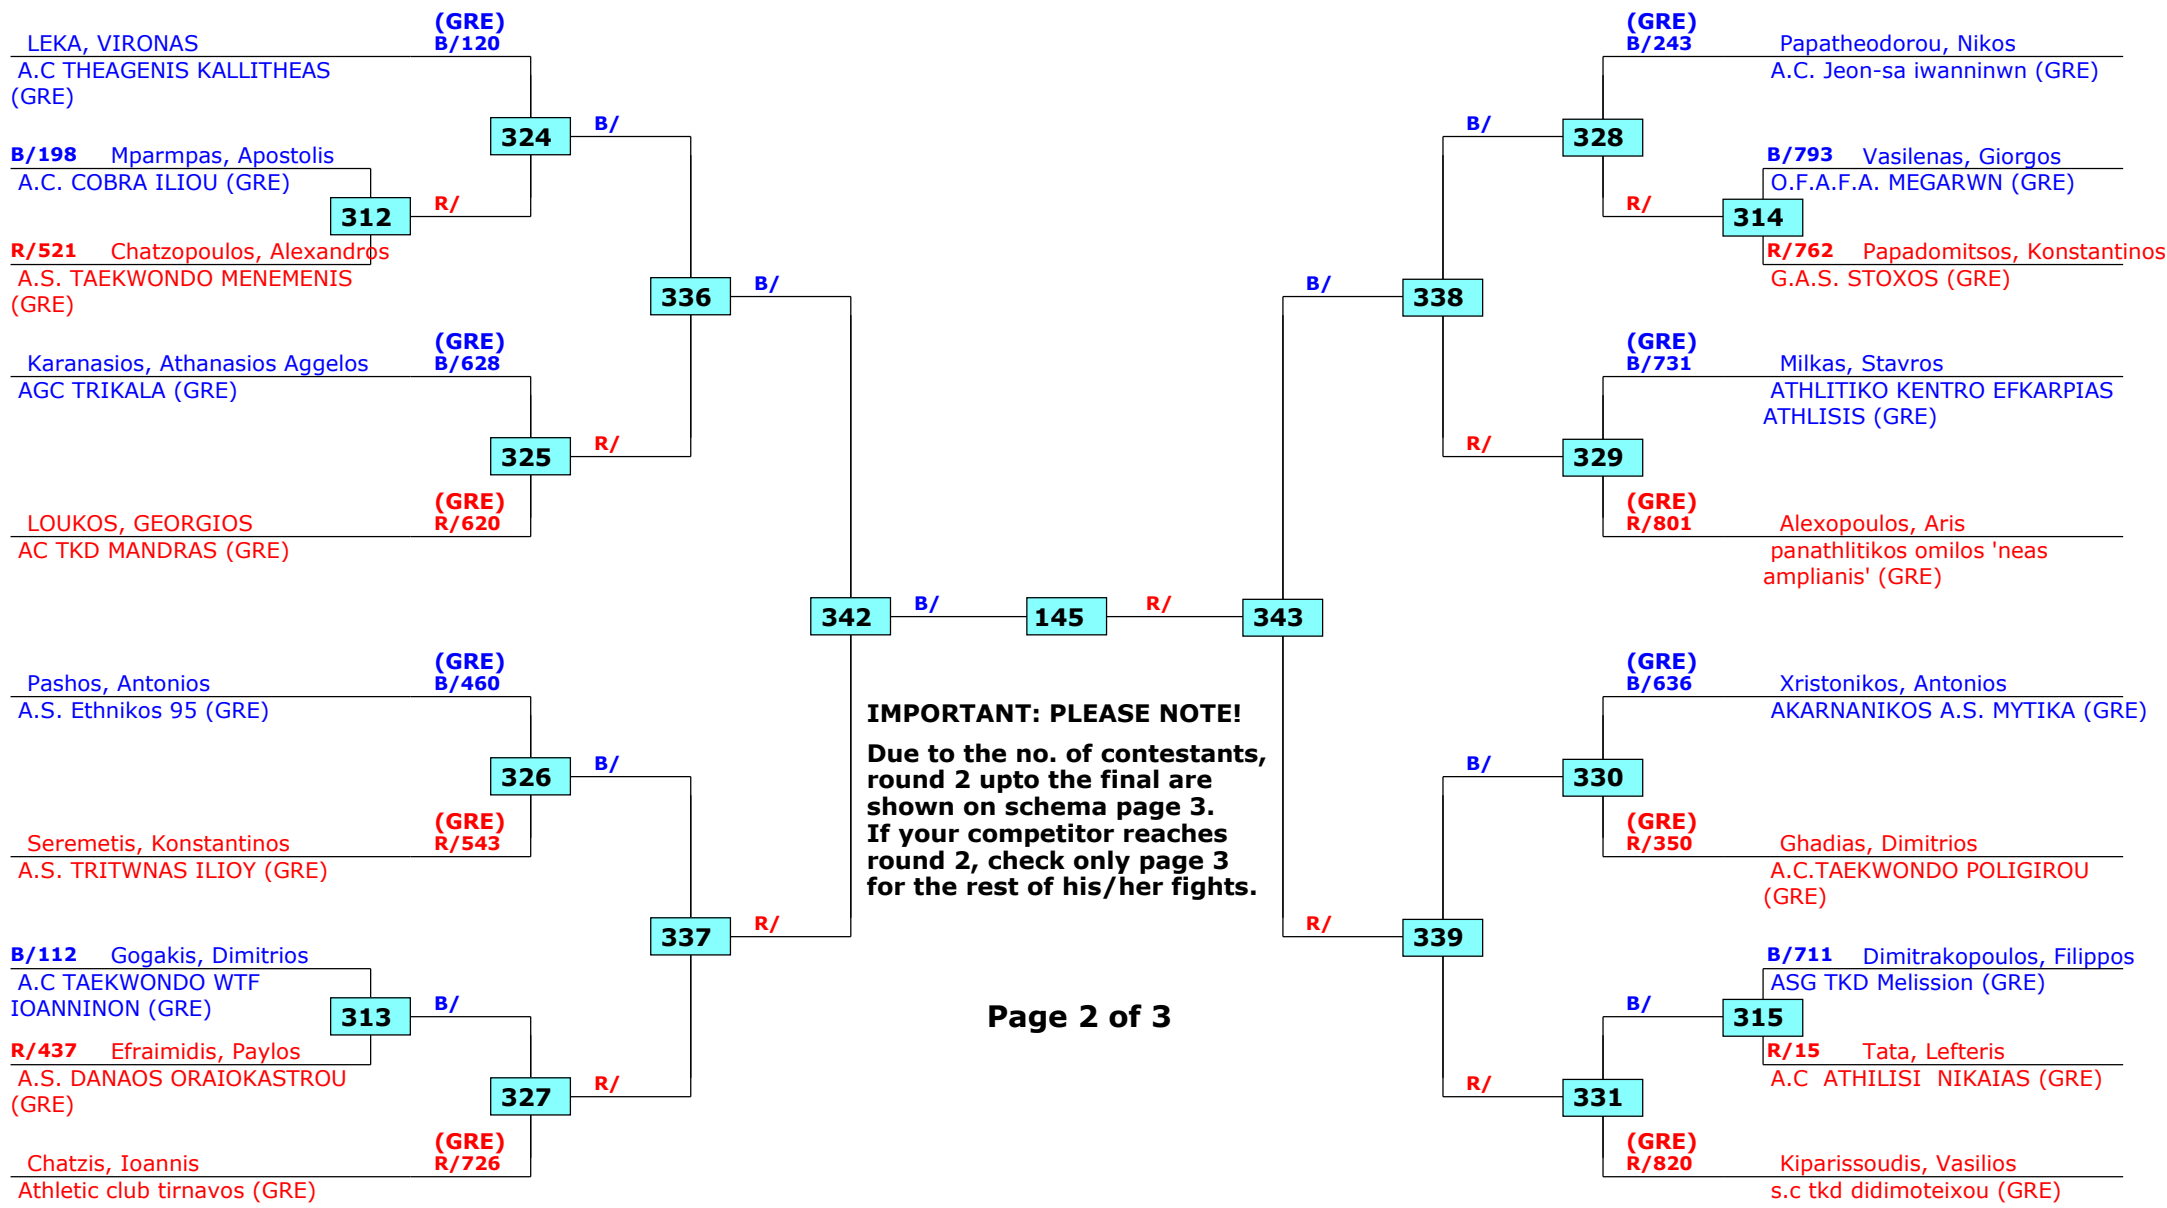 (GRE)
LEKA, VIRONAS B/120
A.C THEAGENIS KALLITHEAS
(GRE)
324
B/
B/198 Mparmpas, Apostolis
A.C. COBRA ILIOU (GRE)
312
R/
R/521 Chatzopoulos, Alexandros
A.S. TAEKWONDO MENEMENIS
(GRE)
336
B/
(GRE)
Karanasios, Athanasios Aggelos B/628
AGC TRIKALA (GRE)
325
R/
(GRE)
LOUKOS, GEORGIOS R/620
AC TKD MANDRAS (GRE)
342
B/
145
R/
343
(GRE)
Pashos, Antonios B/460
A.S. Ethnikos 95 (GRE)
326
B/
(GRE)
Seremetis, Konstantinos R/543
A.S. TRITWNAS ILIOY (GRE)
337
R/
B/112 Gogakis, Dimitrios
A.C TAEKWONDO WTF
IOANNINON (GRE)
313
B/
R/437 Efraimidis, Paylos
A.S. DANAOS ORAIOKASTROU
(GRE)
327
R/
(GRE)
Chatzis, Ioannis R/726
Athletic club tirnavos (GRE)
IMPORTANT: PLEASE NOTE!
Due to the no. of contestants,
round 2 upto the final are
shown on schema page 3.
If your competitor reaches
round 2, check only page 3
for the rest of his/her fights.
Page 2 of 3
(GRE)
B/243 Papatheodorou, Nikos
A.C. Jeon-sa iwanninwn (GRE)
B/
328
B/793 Vasilenas, Giorgos
O.F.A.F.A. MEGARWN (GRE)
R/
314
R/762 Papadomitsos, Konstantinos
G.A.S. STOXOS (GRE)
B/
338
(GRE)
B/731 Milkas, Stavros
ATHLITIKO KENTRO EFKARPIAS
ATHLISIS (GRE)
R/
329
(GRE)
R/801 Alexopoulos, Aris
panathlitikos omilos 'neas
amplianis' (GRE)
(GRE)
B/636 Xristonikos, Antonios
AKARNANIKOS A.S. MYTIKA (GRE)
B/
330
(GRE)
R/350 Ghadias, Dimitrios
A.C.TAEKWONDO POLIGIROU
(GRE)
R/
339
B/711 Dimitrakopoulos, Filippos
ASG TKD Melission (GRE)
B/
315
R/15 Tata, Lefteris
A.C  ATHILISI  NIKAIAS (GRE)
R/
331
(GRE)
R/820 Kiparissoudis, Vasilios
s.c tkd didimoteixou (GRE)